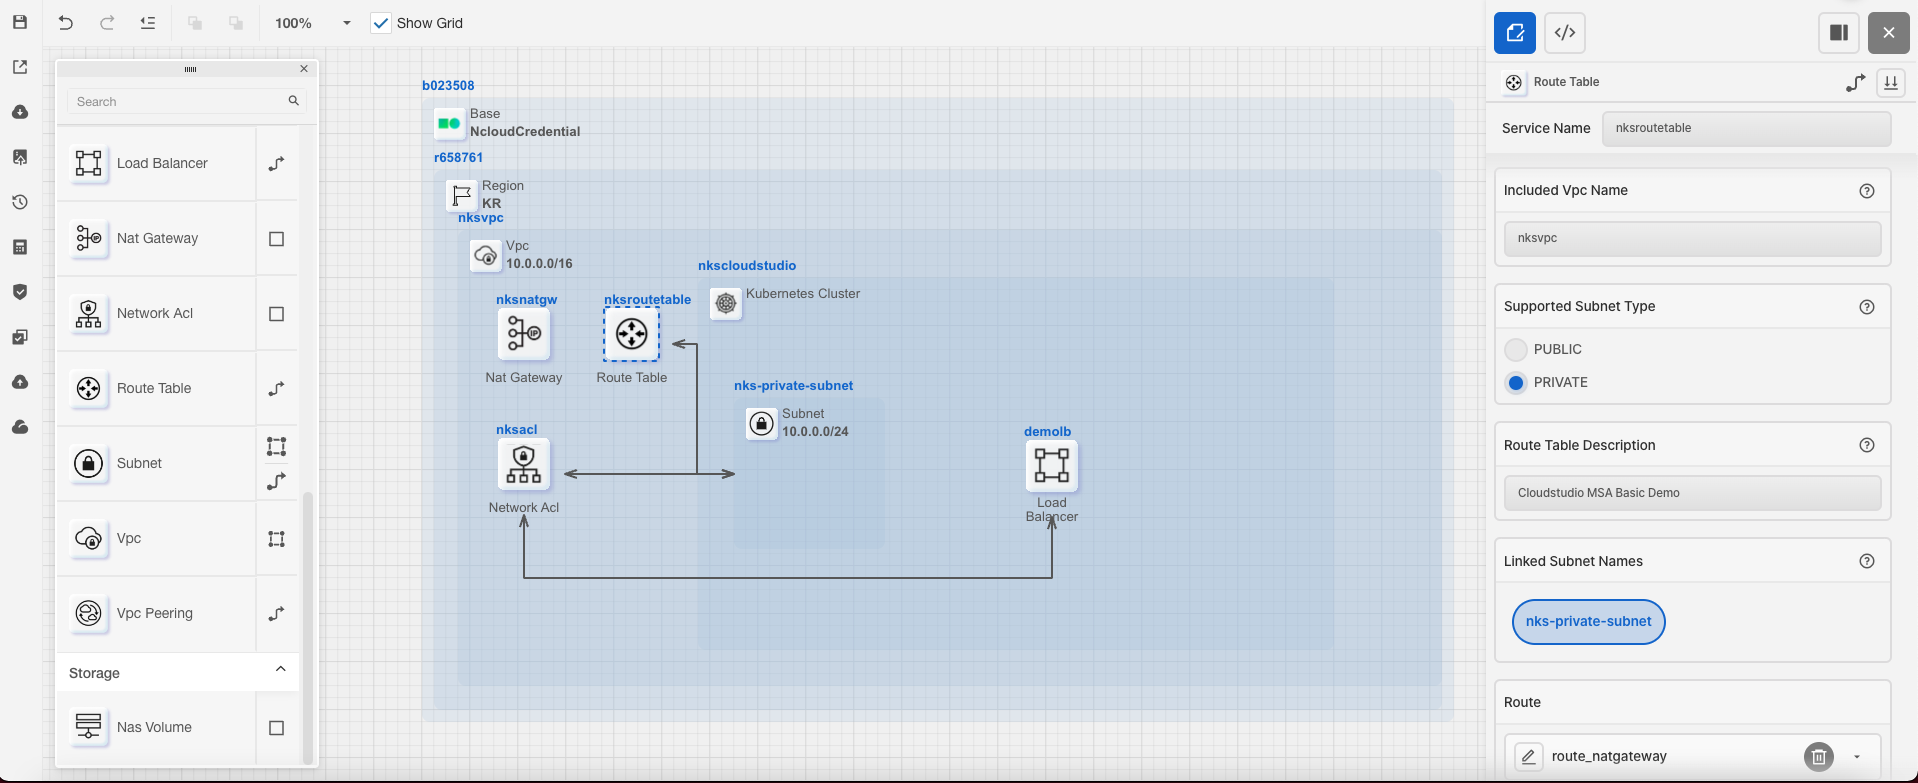 100%
Show Grid
Search
Load Balancer
Nat Gateway
Network Acl
Route Table
Subnet
Vpc
Vpc Peering
Storage
Nas Volume
b023508
Base
NcloudCredential
r658761
Region
KR
nksvpc
Vpc
10.0.0.0/16
nkscloudstudio
Kubernetes Cluster
nksnatgw
IP
Nat Gateway
nksroutetable
Route Table
nks-private-subnet
Subnet
10.0.0.0/24
nksacl
Network Acl
demolb
Load
Balancer
Route Table
Service Name
nksroutetable
Included Vpc Name
nksvpc
Supported Subnet Type
PUBLIC
PRIVATE
Route Table Description
Cloudstudio MSA Basic Demo
Linked Subnet Names
nks-private-subnet
Route
route_natgateway